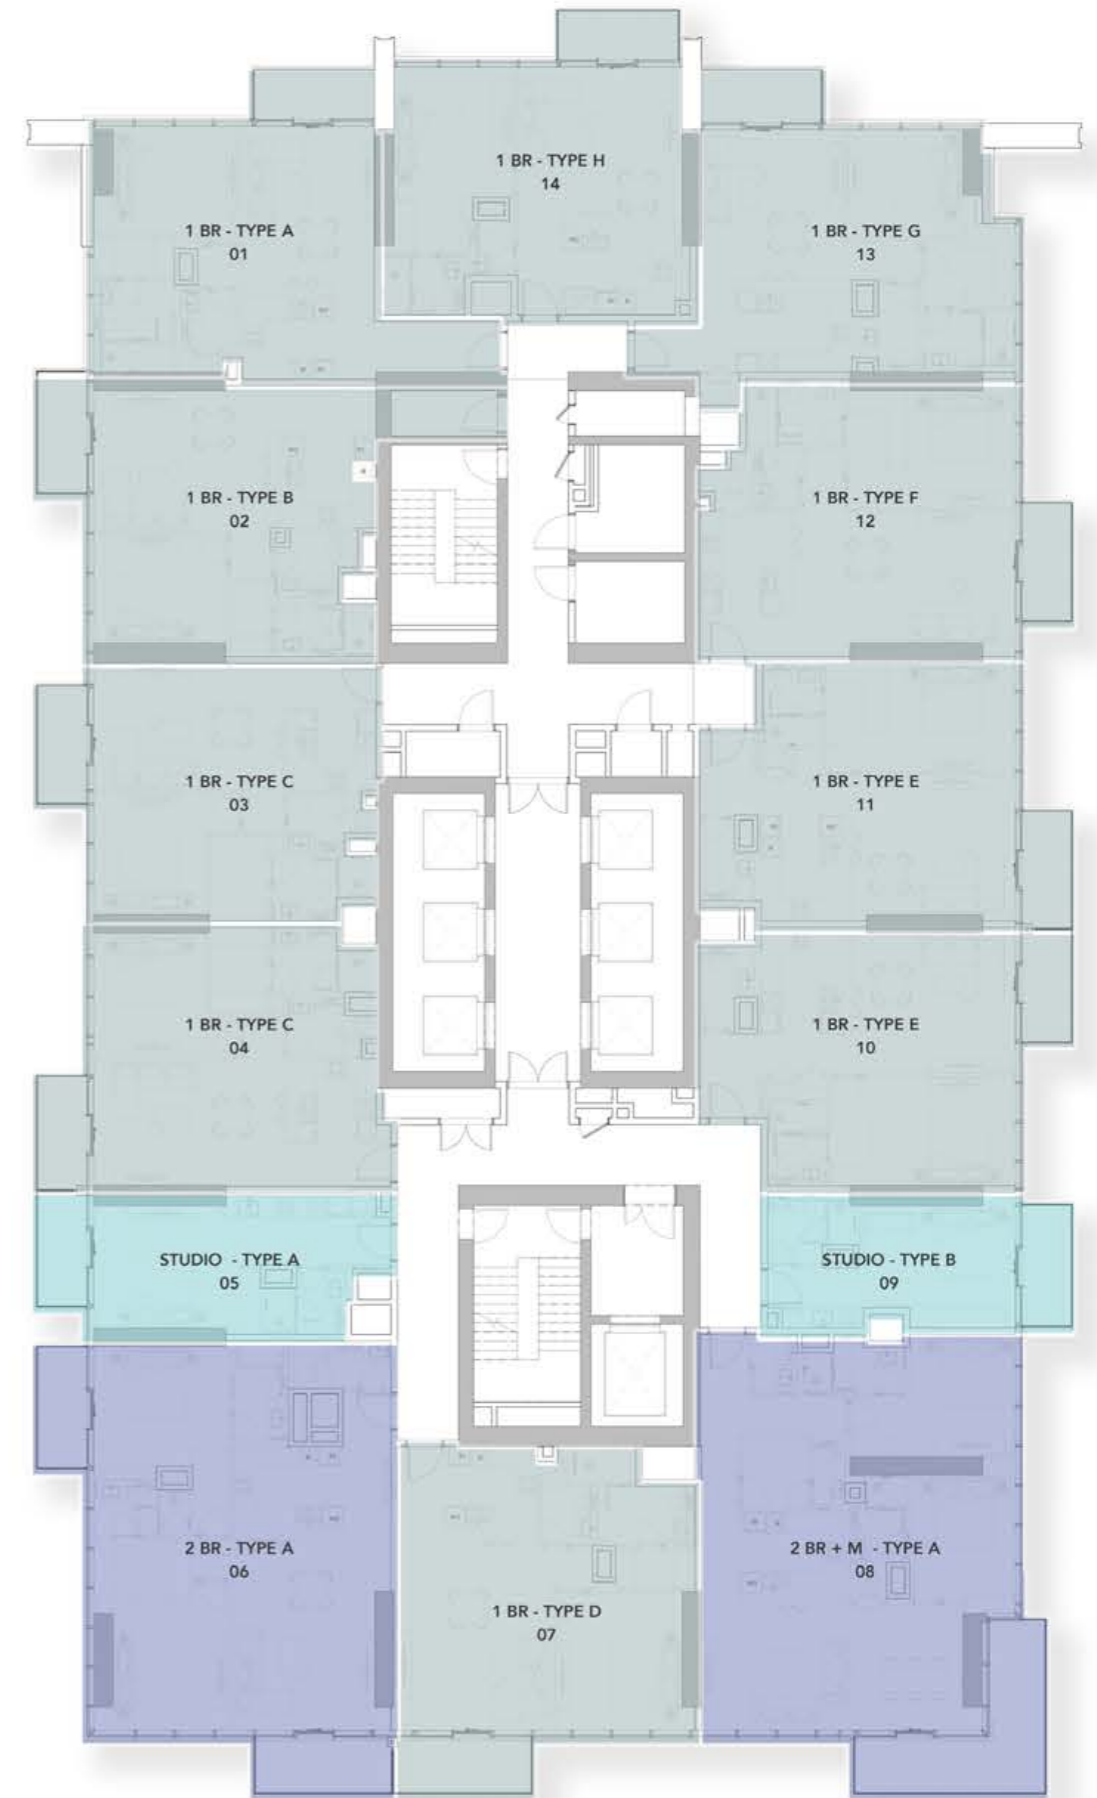 1 BR - TYPE H
14
1 BR - TYPE A
01
1 BR - TYPE G
13
1 BR - TYPE B
02
1 BR - TYPE F
12
1 BR - TYPE C
03
1 BR - TYPE E
11
1 BR - TYPE C
04
1 BR - TYPE E
10
STUDIO - TYPE A
05
STUDIO - TYPE B
09
2 BR - TYPE A
06
2 BR + M - TYPE A
08
1 BR - TYPE D
07